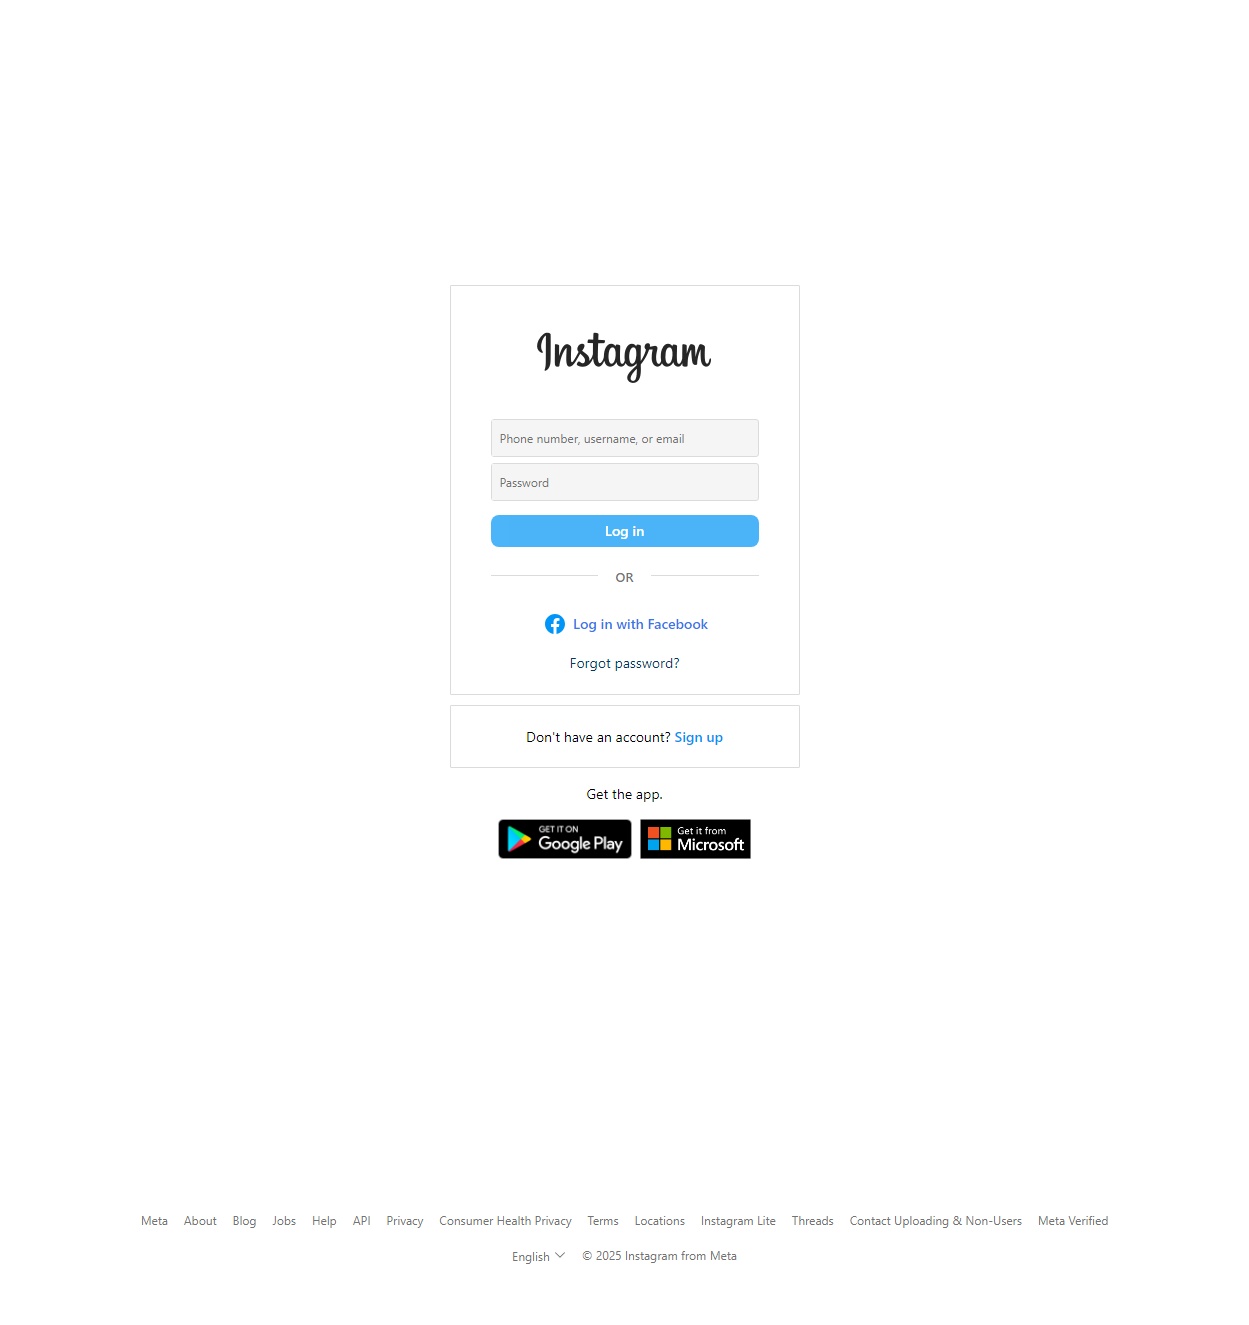 Instagram
Phone number, username, or email
Password
Log in
OR
Log in with Facebook
Forgot password?
Don't have an account? Sign up
Get the app.
GET IT ON
Google Play
Get it from
Microsoft
Meta About Blog Jobs Help API Privacy Consumer Health Privacy Terms Locations Instagram Lite Threads Contact Uploading & Non-Users Meta Verified
English © 2025 Instagram from Meta